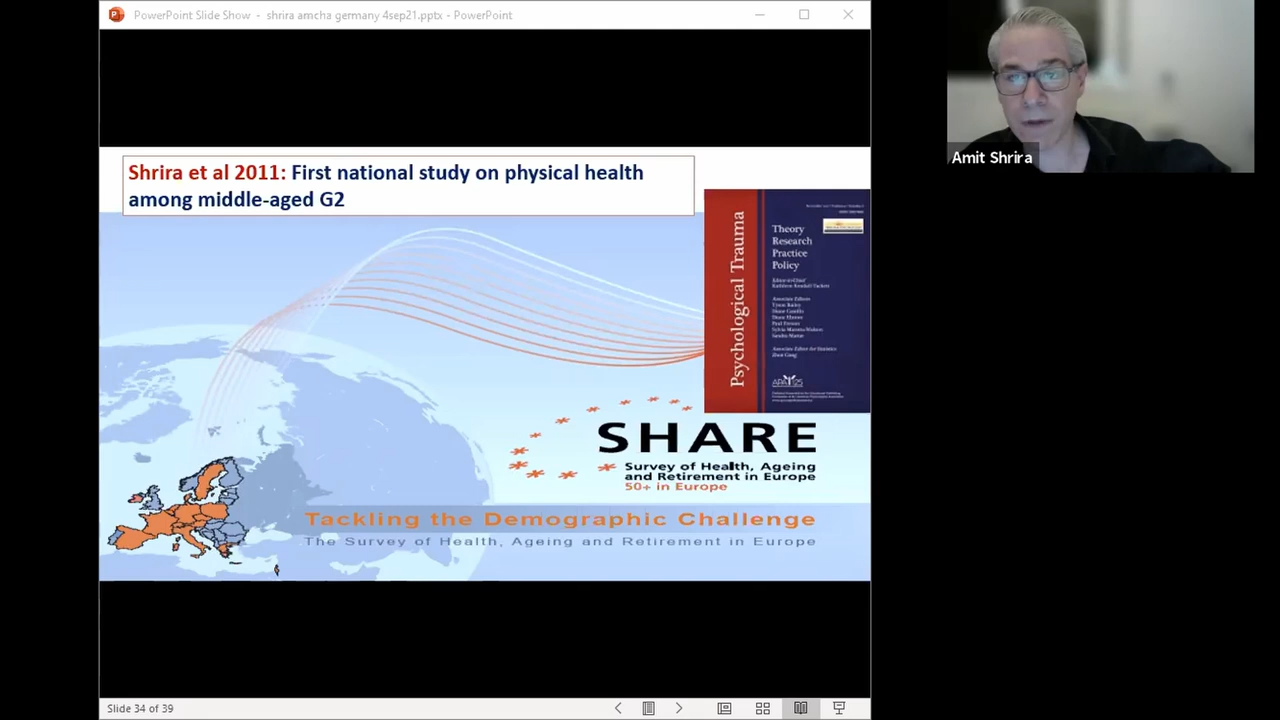 PowerPoint Slide Show - shrira amcha germany 4sep21.pptx - PowerPoint
Amit Shrira
Shrira et al 2011: First national study on physical health
among middle-aged G2
Psychological Trauma
Theory
Research
Practice
Policy
Associate Editors
SHARE
Survey of Health, Ageing
and Retirement in Europe
50+ in Europe
Tackling the Demographic Challenge
The Survey of Health, Ageing and Retirement in Europe
Slide 34 of 39